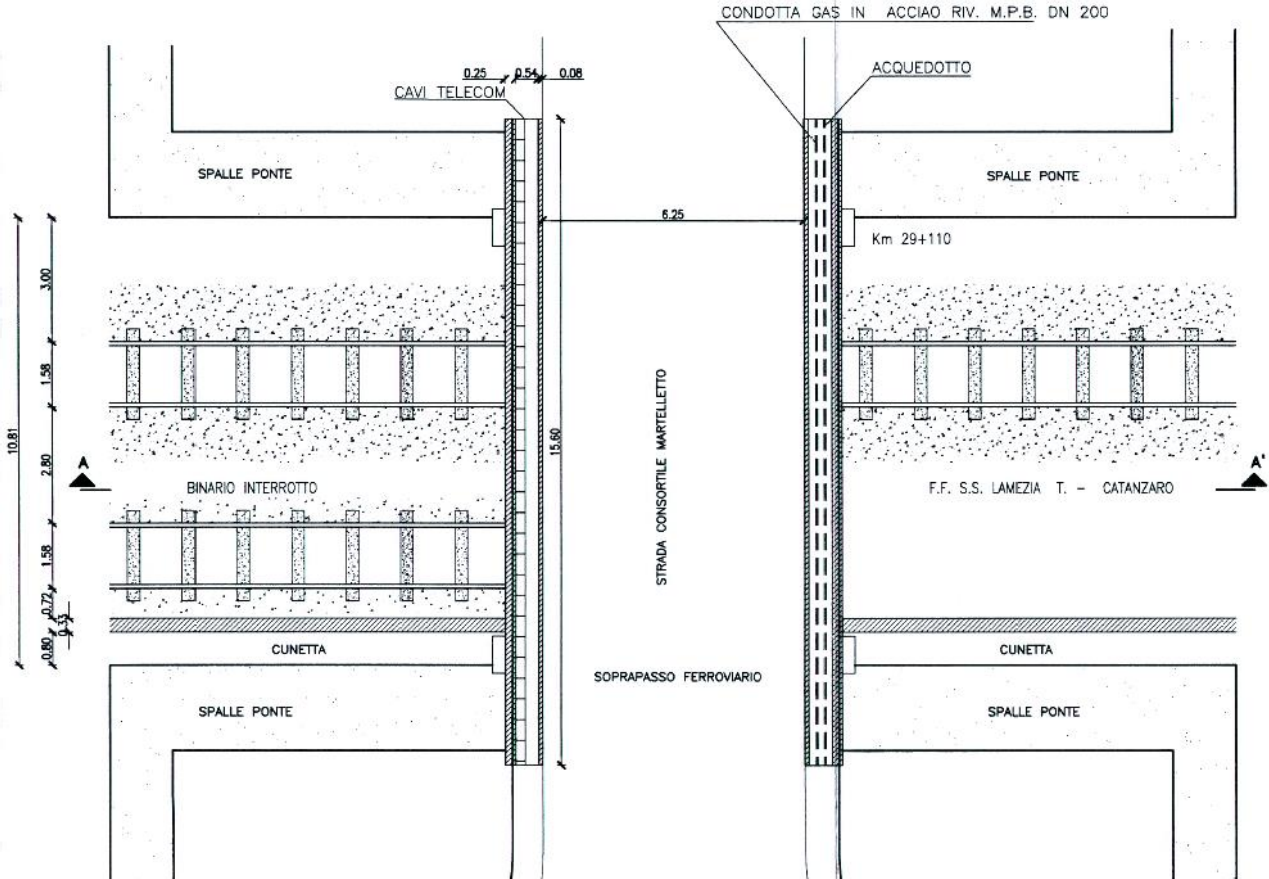 CONDOTTA GAS IN ACCIAO RIV. M.P.B. DN 200
ACQUEDOTTO
0.25 0.54 0.08
CAVI TELECOM
SPALLE PONTE
SPALLE PONTE
6.25
Km 29+110
3.00
1.58
10.81
2.80
15.60
STRADA CONSORTILE MARTELLETTO
A
A'
BINARIO INTERROTTO
F.F. S.S. LAMEZIA T. - CATANZARO
1.58
0.72
0.33
0.80
CUNETTA
CUNETTA
SOPRAPASSO FERROVIARIO
SPALLE PONTE
SPALLE PONTE